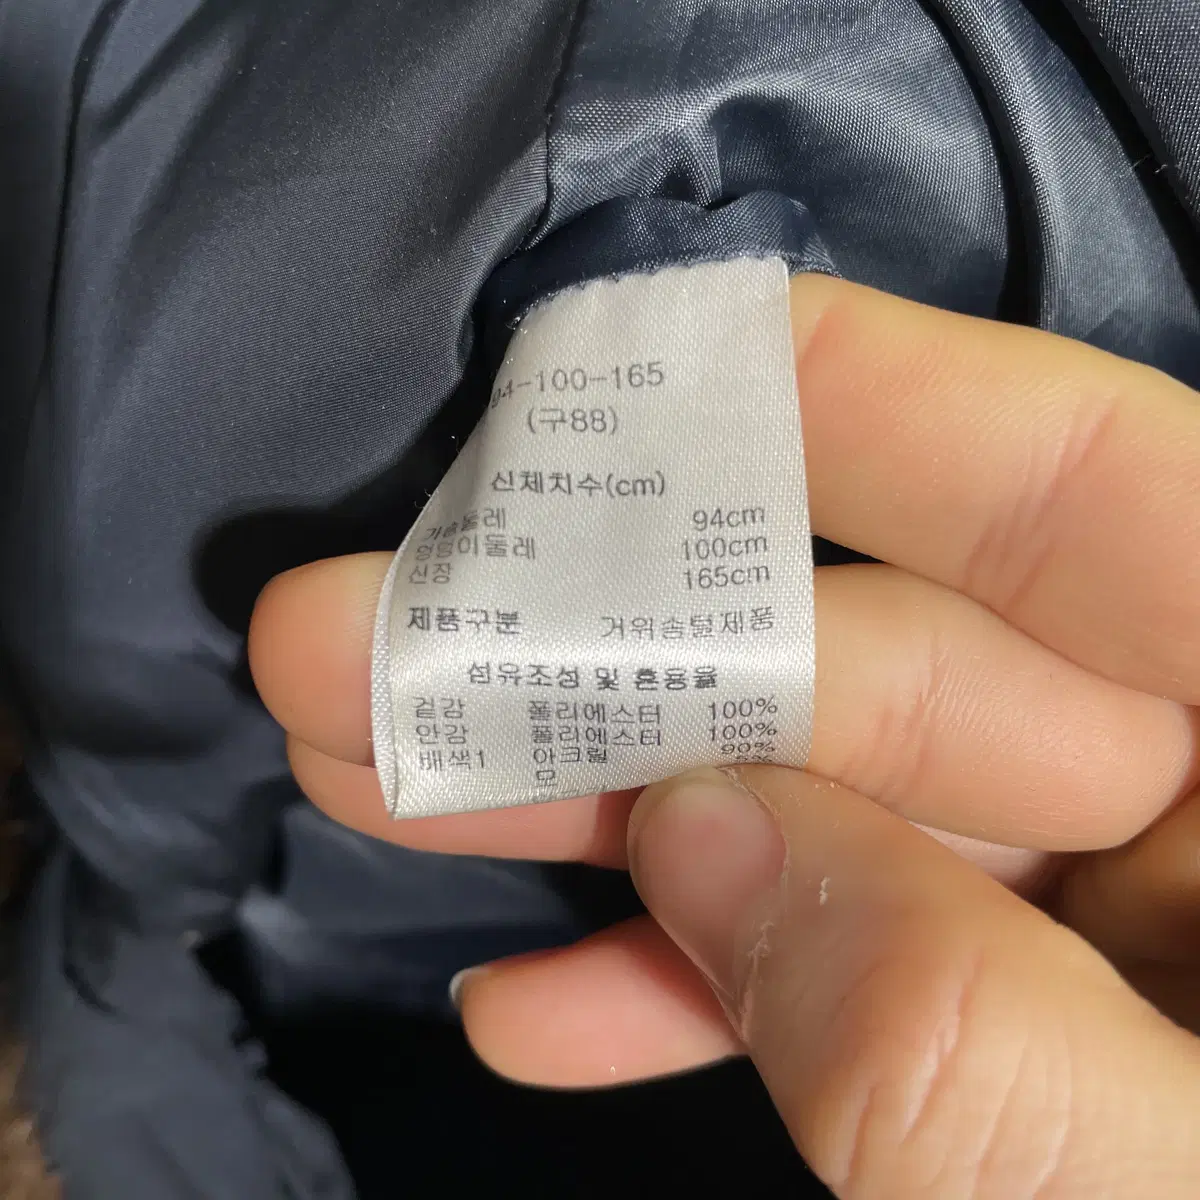 94-100-165
(구88)
신체치수(cm)
가슴둘레 94cm
엉덩이둘레 100cm
신장 165cm
제품구분 거위솜털제품
섬유조성 및 혼용율
겉감 폴리에스터 100%
안감 폴리에스터 100%
배색1 아크릴 90%
모